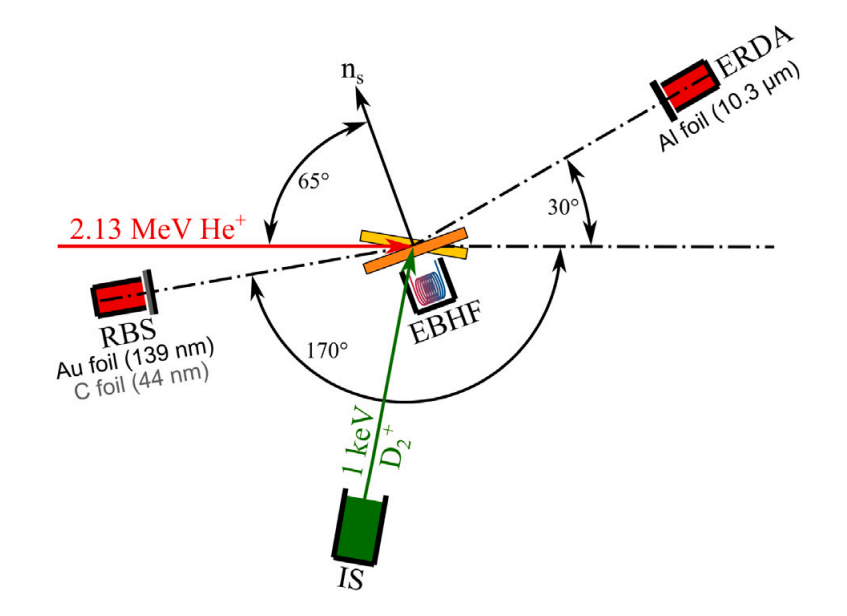 ERDA
Al foil (10.3 µm)
nₛ
65°
30°
2.13 MeV He⁺
RBS
Au foil (139 nm)
C foil (44 nm)
EBHF
170°
1 keV
D₂⁺
IS